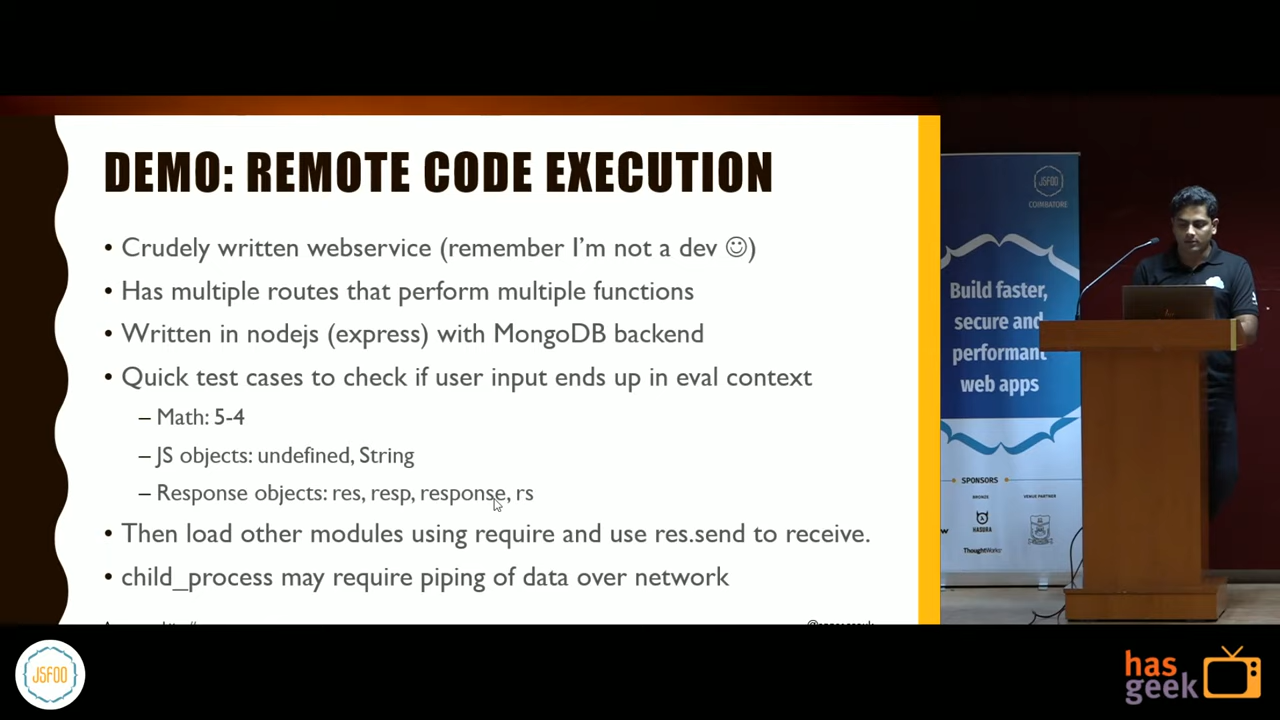 DEMO: REMOTE CODE EXECUTION
• Crudely written webservice (remember I'm not a dev ☺)
• Has multiple routes that perform multiple functions
• Written in nodejs (express) with MongoDB backend
• Quick test cases to check if user input ends up in eval context
– Math: 5-4
– JS objects: undefined, String
– Response objects: res, resp, response, rs
• Then load other modules using require and use res.send to receive.
• child_process may require piping of data over network
JSFOO
COIMBATORE
Build faster,
secure and
performant
web apps
SPONSORS
BRONZE
VENUE PARTNER
HASURA
ThoughtWorks
JSFOO
has
geek